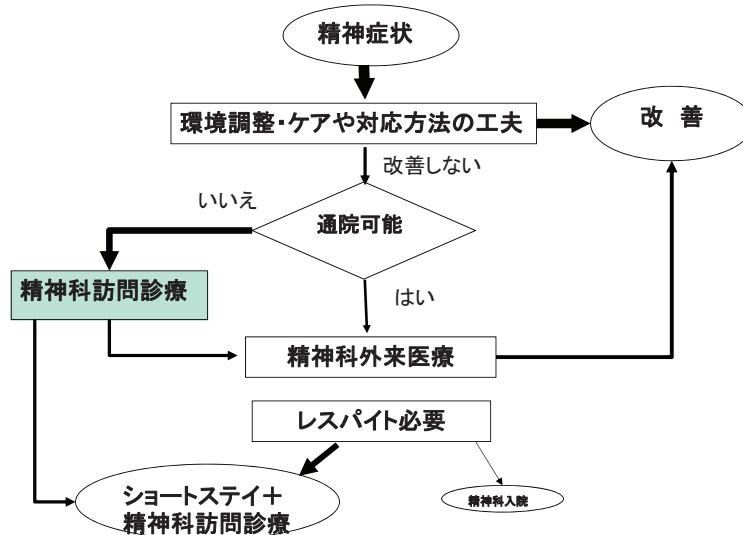 精神症状
環境調整・ケアや対応方法の工夫
改 善
改善しない
いいえ
通院可能
精神科訪問診療
はい
精神科外来医療
レスパイト必要
ショートステイ＋
精神科訪問診療
精神科入院